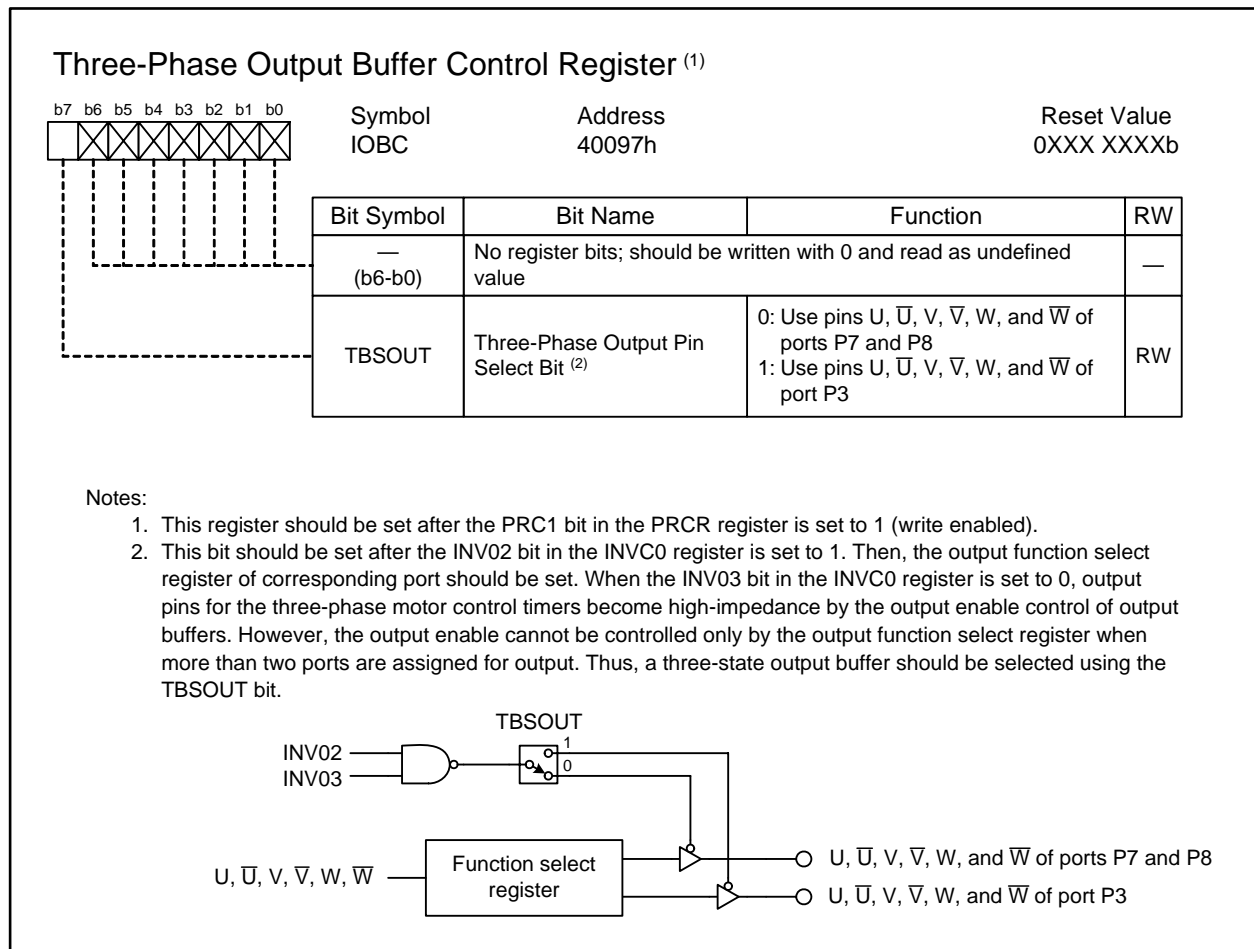 Three-Phase Output Buffer Control Register (1)
b7 b6 b5 b4 b3 b2 b1 b0
Symbol Address Reset Value
IOBC 40097h 0XXX XXXXb
Bit Symbol Bit Name Function RW
—
(b6-b0)
No register bits; should be written with 0 and read as undefined
value
—
TBSOUT
Three-Phase Output Pin
Select Bit (2)
0: Use pins U, U̅, V, V̅, W, and W̅ of
ports P7 and P8
1: Use pins U, U̅, V, V̅, W, and W̅ of
port P3
RW
Notes:
1. This register should be set after the PRC1 bit in the PRCR register is set to 1 (write enabled).
2. This bit should be set after the INV02 bit in the INVC0 register is set to 1. Then, the output function select
register of corresponding port should be set. When the INV03 bit in the INVC0 register is set to 0, output
pins for the three-phase motor control timers become high-impedance by the output enable control of output
buffers. However, the output enable cannot be controlled only by the output function select register when
more than two ports are assigned for output. Thus, a three-state output buffer should be selected using the
TBSOUT bit.
TBSOUT
INV02
INV03
1
0
U, U̅, V, V̅, W, W̅
Function select
register
U, U̅, V, V̅, W, and W̅ of ports P7 and P8
U, U̅, V, V̅, W, and W̅ of port P3